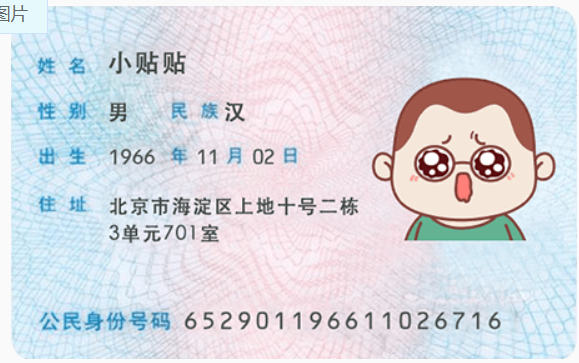 图片
姓名 小贴贴
性别 男 民族 汉
出生 1966 年 11 月 02 日
住址 北京市海淀区上地十号二栋
3单元701室
公民身份号码 652901196611026716